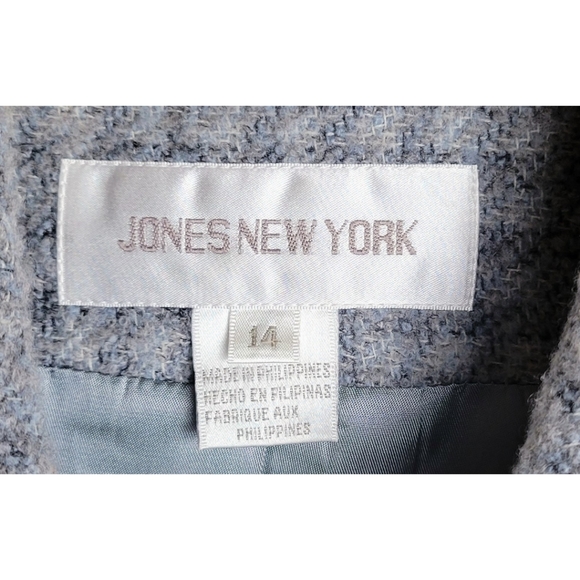 JONES NEW YORK
14
MADE IN PHILIPPINES
HECHO EN FILIPINAS
FABRIQUE AUX
PHILIPPINES